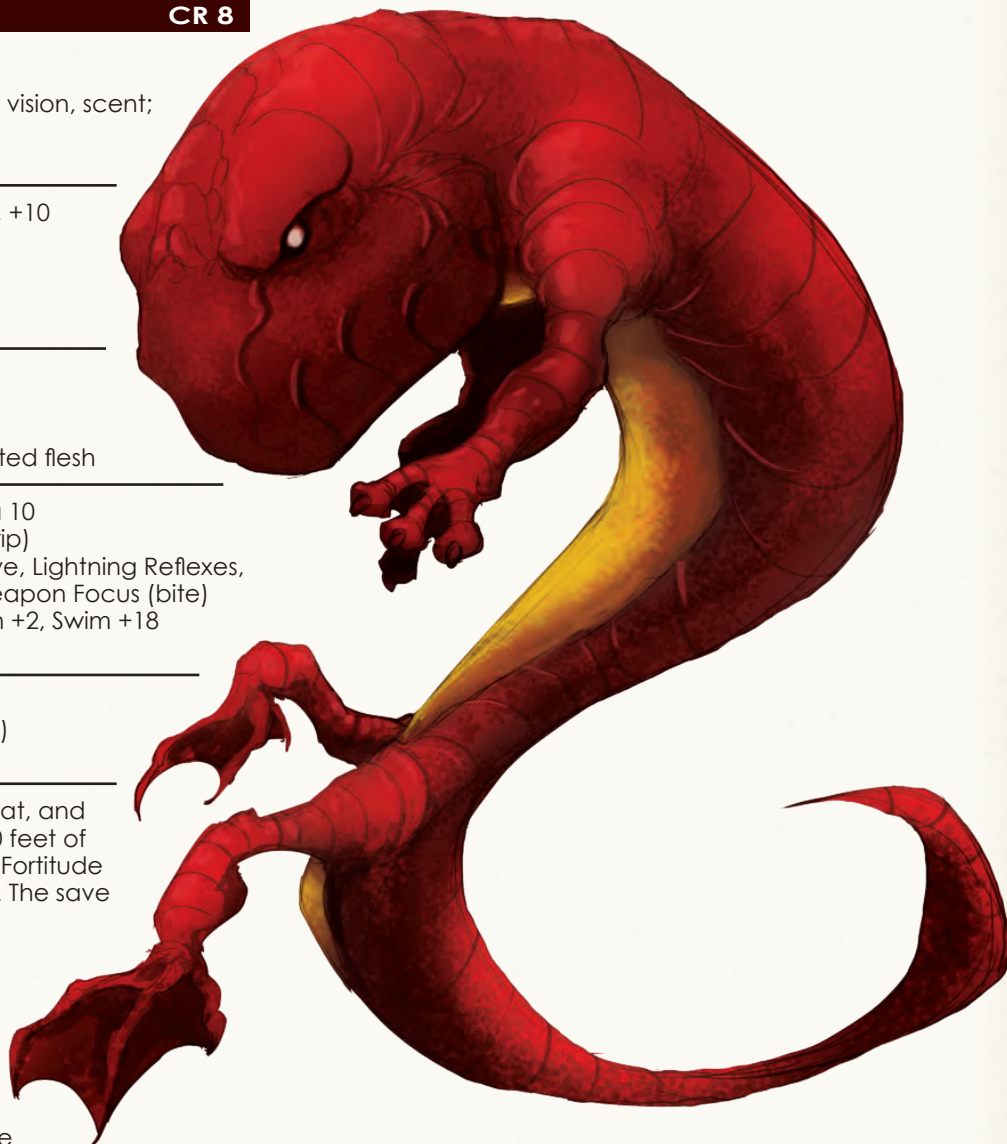 CR 8
vision, scent;
+10
ted flesh
10
ip)
ve, Lightning Reflexes,
eapon Focus (bite)
+2, Swim +18
)
at, and
0 feet of
Fortitude
. The save
e